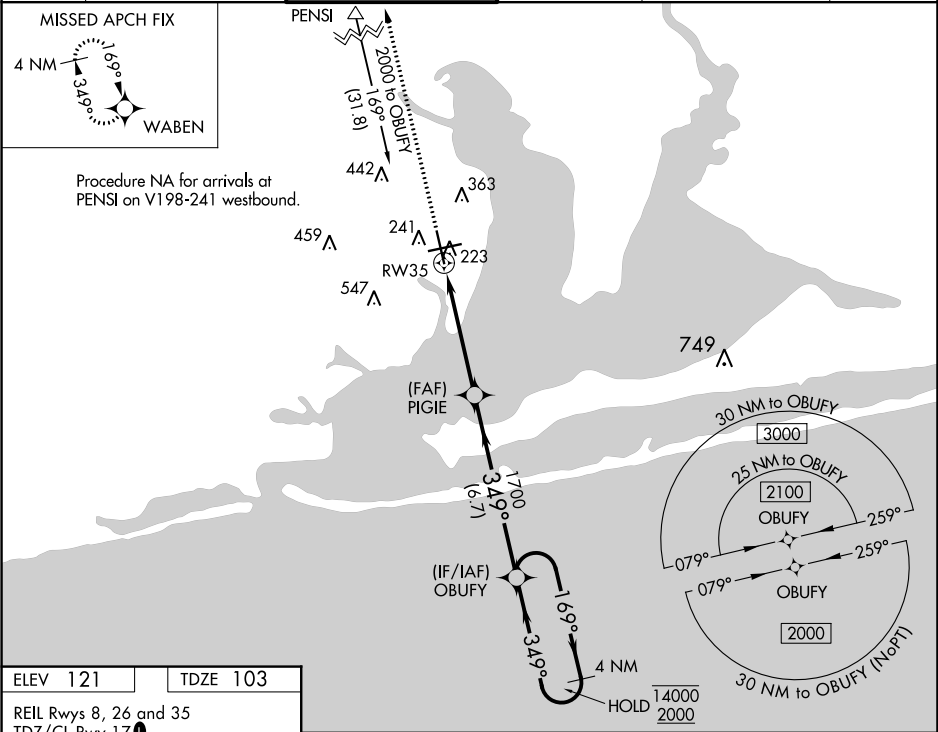 MISSED APCH FIX
4 NM
169°
349°
WABEN
Procedure NA for arrivals at
PENSI on V198-241 westbound.
PENSI
2000 to OBUFY
169°
(31.8)
442
363
459
241
223
RW35
547
749
(FAF)
PIGIE
1700
349°
(6.7)
(IF/IAF)
OBUFY
169°
349°
4 NM
HOLD
14000
2000
30 NM to OBUFY
3000
25 NM to OBUFY
2100
OBUFY
259°
079°
259°
079°
OBUFY
2000
30 NM to OBUFY (NoPT)
ELEV 121
TDZE 103
REIL Rwys 8, 26 and 35
TDZ/CL Rwy 17 L